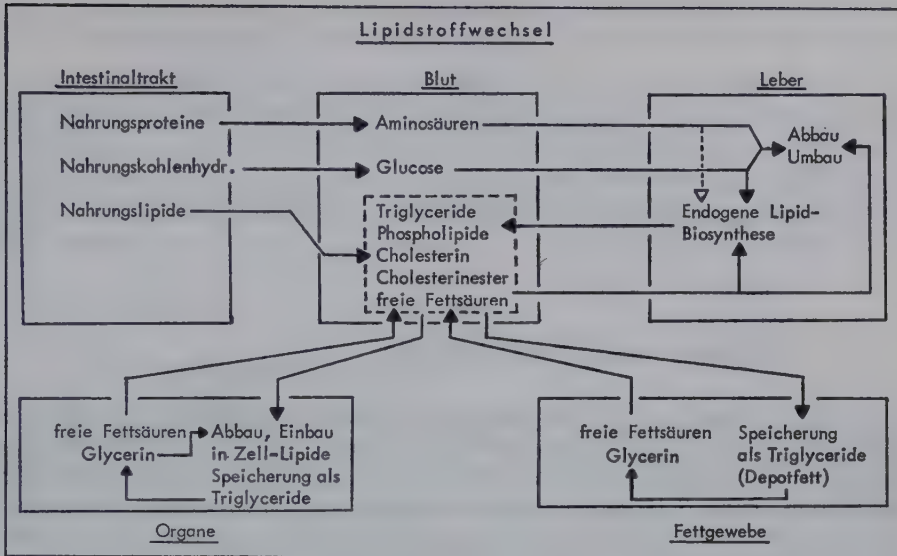 Lipidstoffwechsel
Intestinaltrakt
Blut
Leber
Nahrungsproteine
Aminosäuren
Abbau
Umbau
Nahrungskohlenhydr.
Glucose
Nahrungslipide
Triglyceride
Phospholipide
Cholesterin
Cholesterinester
freie Fettsäuren
Endogene Lipid-
Biosynthese
freie Fettsäuren
Glycerin
Abbau, Einbau
in Zell-Lipide
Speicherung als
Triglyceride
Organe
freie Fettsäuren
Glycerin
Speicherung
als Triglyceride
(Depotfett)
Fettgewebe